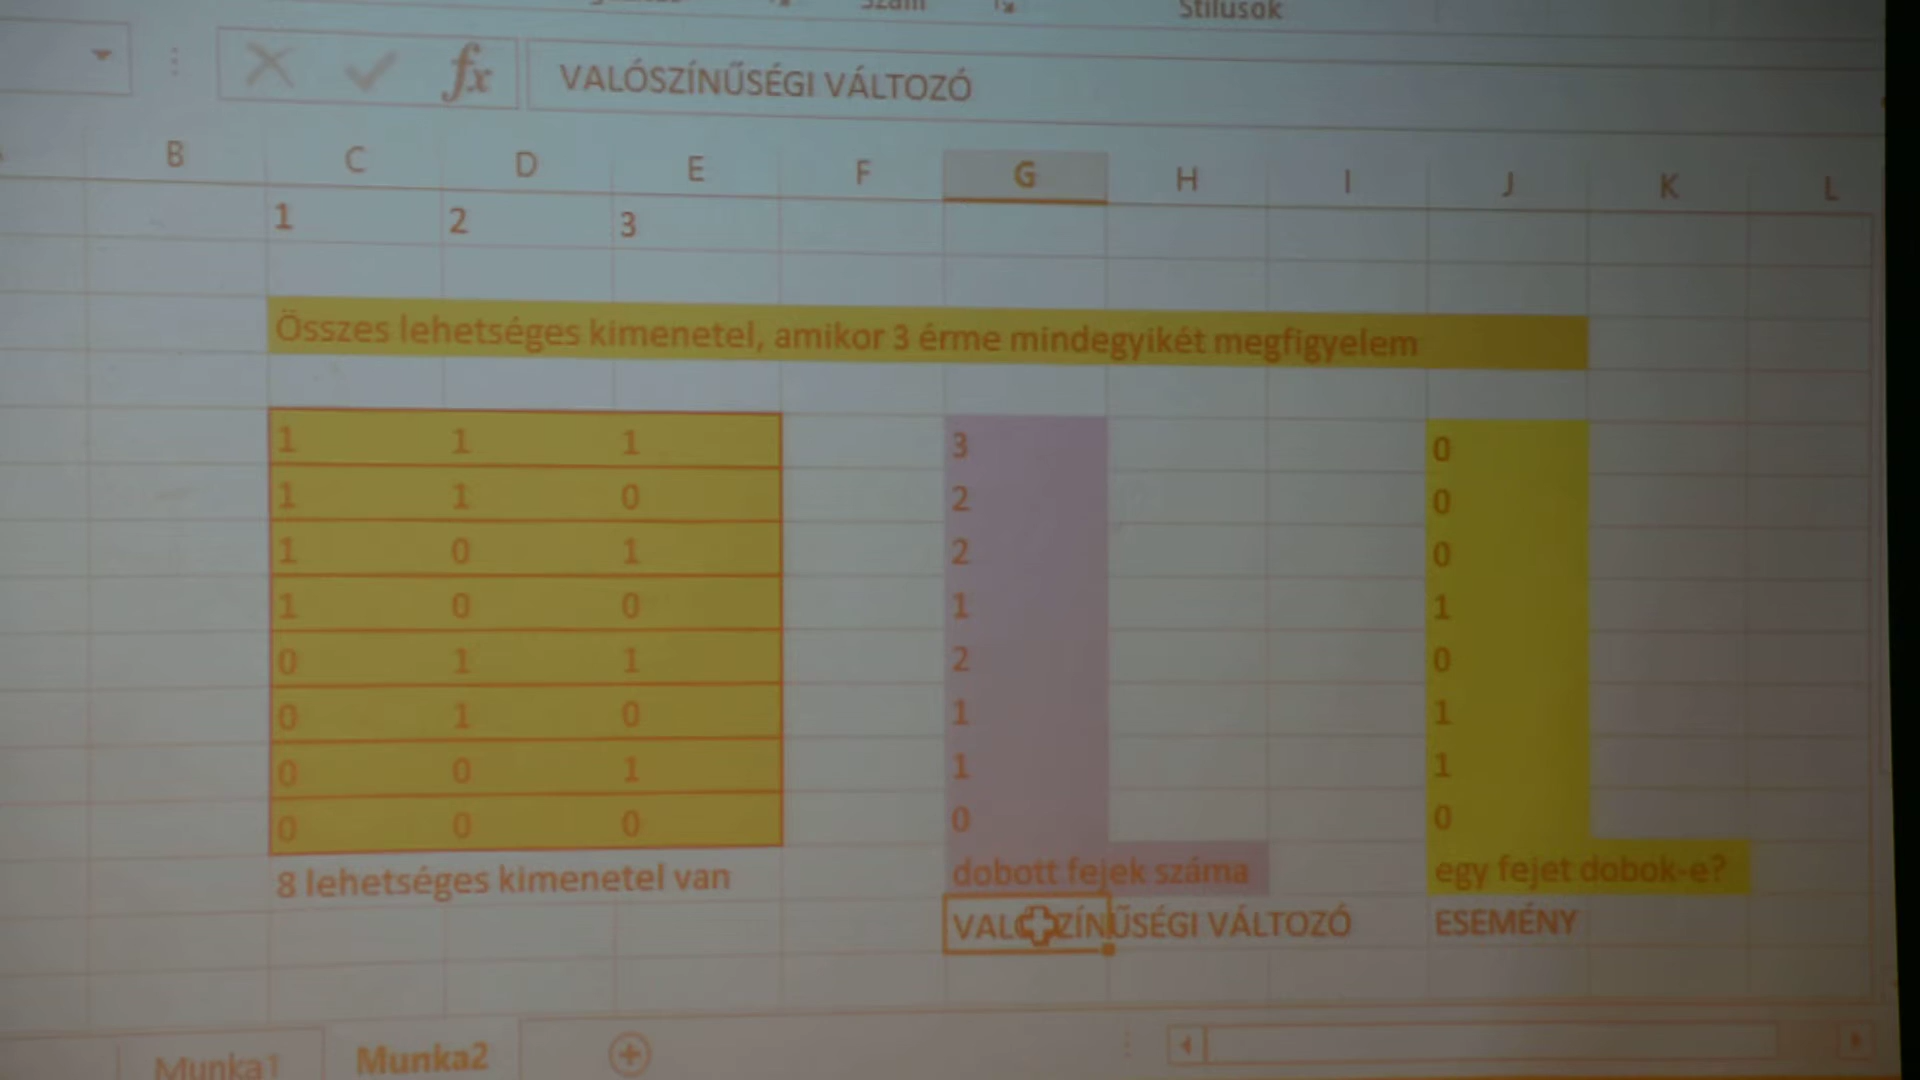 Szám
Stílusok
fx VALÓSZÍNŰSÉGI VÁLTOZÓ
B C D E F G H I J K L
1 2 3
Összes lehetséges kimenetel, amikor 3 érme mindegyikét megfigyelem
1 1 1 3 0
1 1 0 2 0
1 0 1 2 0
1 0 0 1 1
0 1 1 2 0
0 1 0 1 1
0 0 1 1 1
0 0 0 0 0
8 lehetséges kimenetel van dobott fejek száma egy fejet dobok-e?
VALÓSZÍNŰSÉGI VÁLTOZÓ ESEMÉNY
Munka1 Munka2